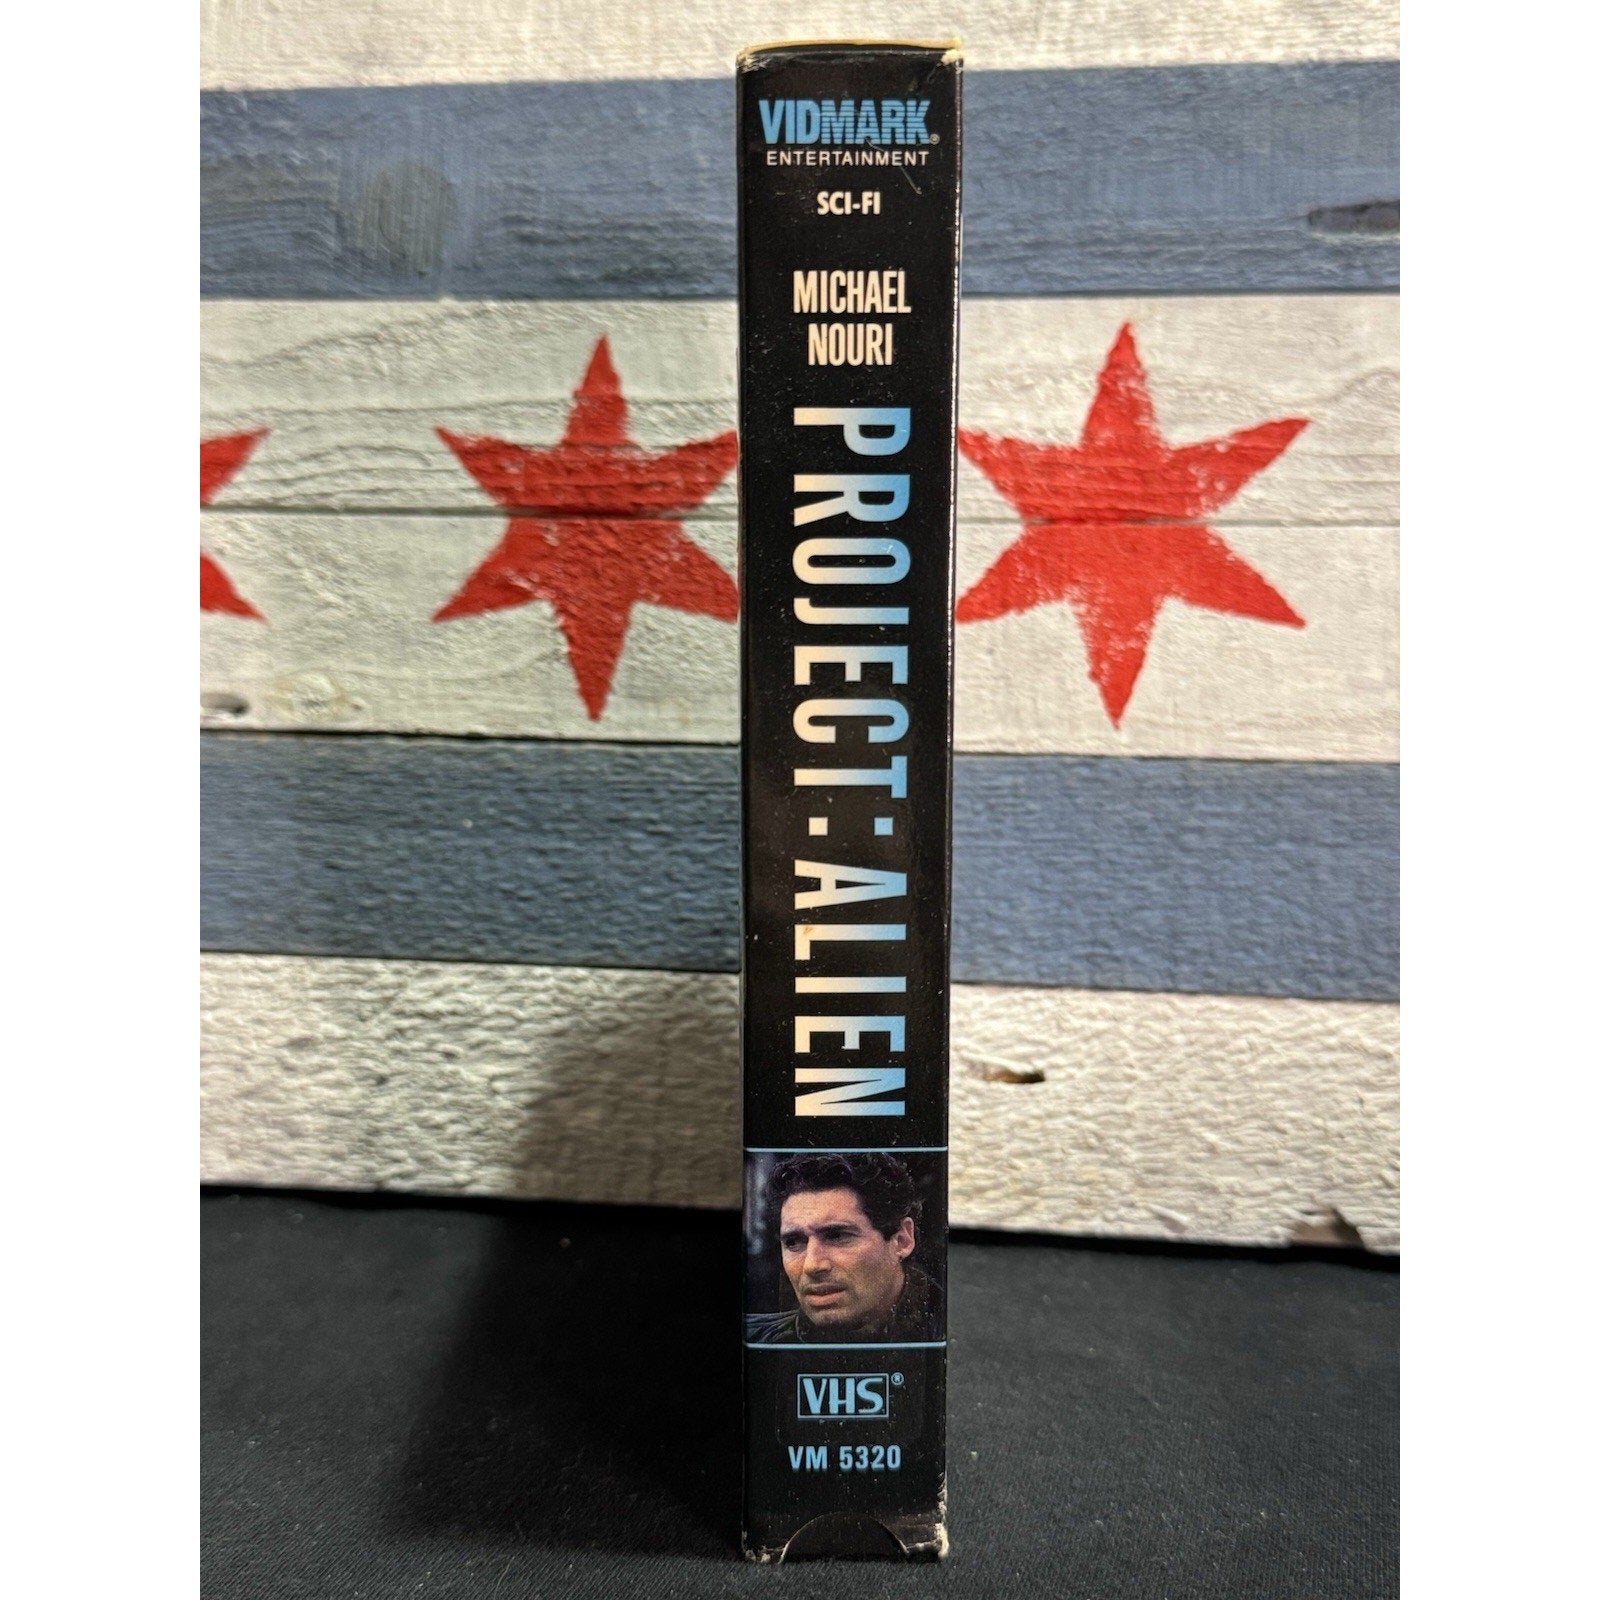 VIDMARK®
ENTERTAINMENT
SCI-FI
MICHAEL
NOURI
PROJECT: ALIEN
VHS®
VM 5320